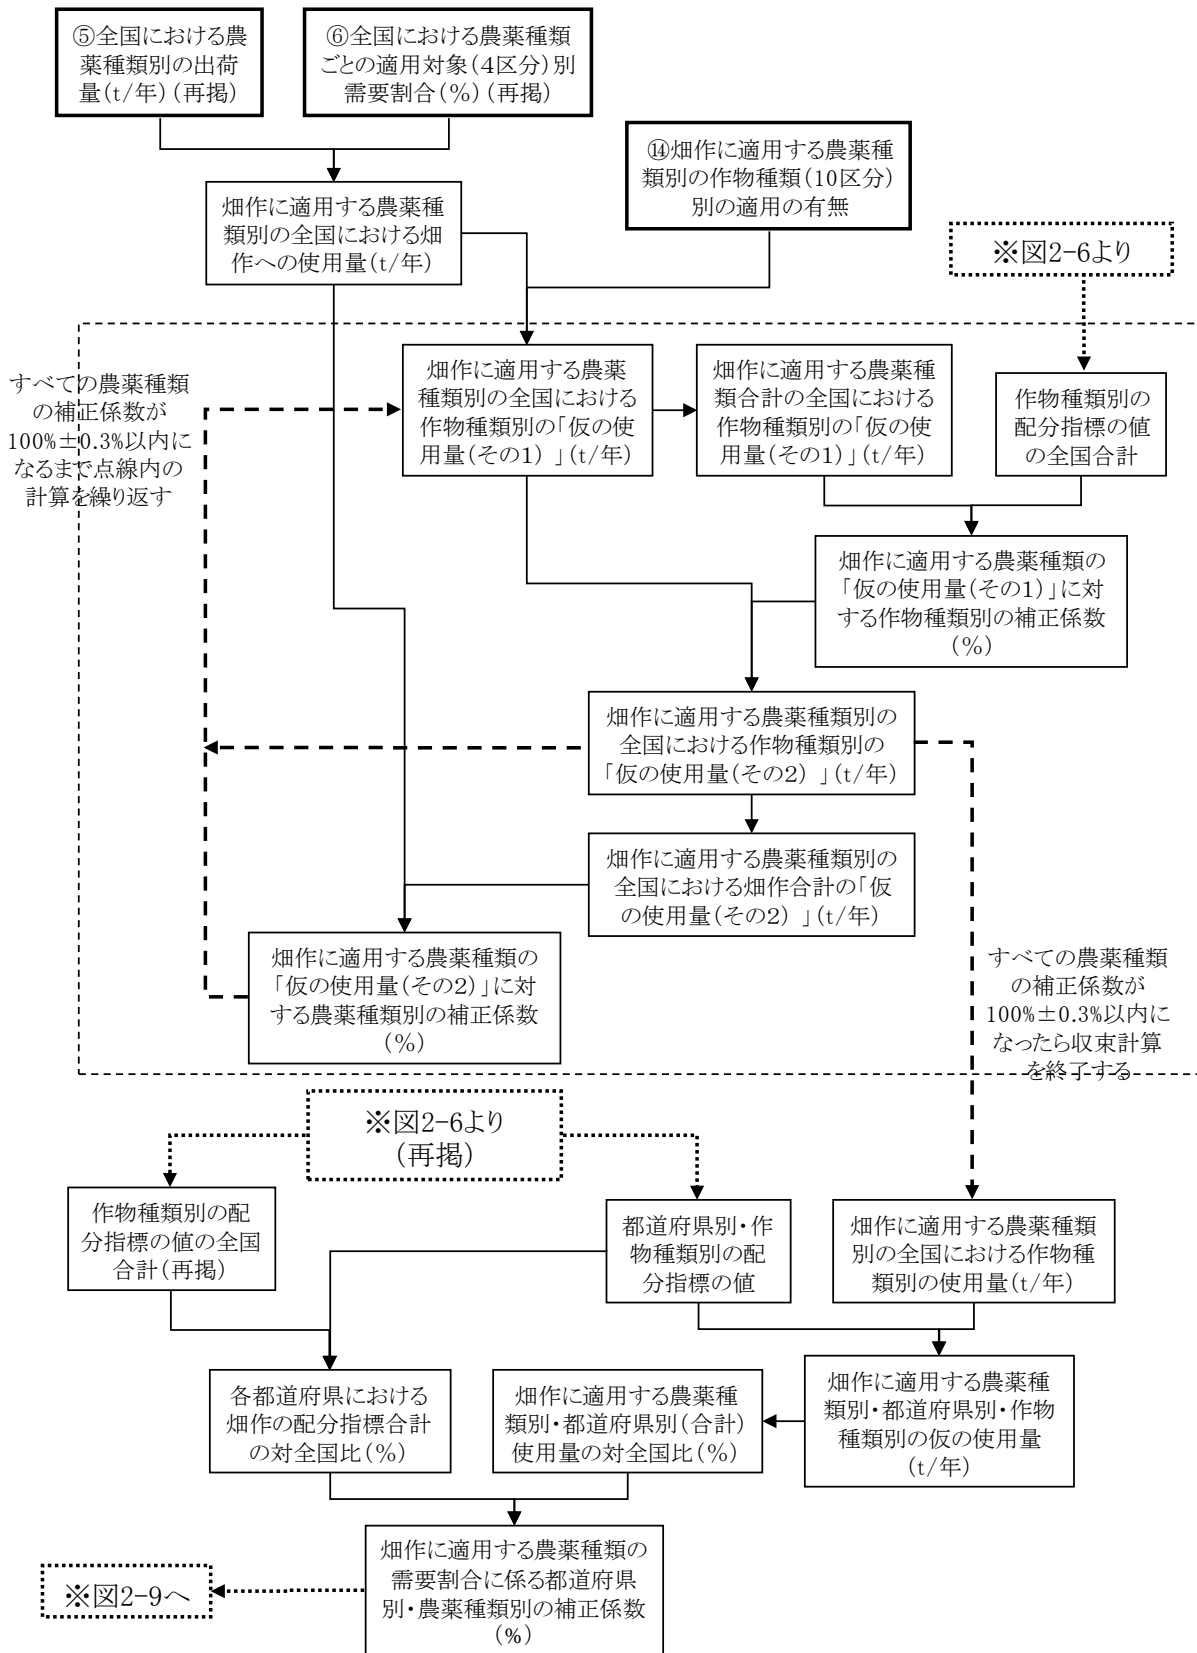 ⑤全国における農
薬種類別の出荷
量(t/年)(再掲)
⑥全国における農薬種類
ごとの適用対象(4区分)別
需要割合(%)(再掲)
⑭畑作に適用する農薬種
類別の作物種類(10区分)
別の適用の有無
畑作に適用する農薬種
類別の全国における畑
作への使用量(t/年)
※図2-6より
すべての農薬種類
の補正係数が
100%±0.3%以内に
なるまで点線内の
計算を繰り返す
畑作に適用する農薬
種類別の全国における
作物種類別の「仮の使
用量(その1)」(t/年)
畑作に適用する農薬種
類合計の全国における
作物種類別の「仮の使
用量(その1)」(t/年)
作物種類別の
配分指標の値
の全国合計
畑作に適用する農薬種類の
「仮の使用量(その1)」に対
する作物種類別の補正係数
(%)
畑作に適用する農薬種類別の
全国における作物種類別の
「仮の使用量(その2)」(t/年)
畑作に適用する農薬種類別の
全国における畑作合計の「仮
の使用量(その2)」(t/年)
畑作に適用する農薬種類の
「仮の使用量(その2)」に対
する農薬種類別の補正係数
(%)
すべての農薬種類
の補正係数が
100%±0.3%以内に
なったら収束計算
を終了する
※図2-6より
(再掲)
作物種類別の配
分指標の値の全国
合計(再掲)
都道府県別・作
物種類別の配
分指標の値
畑作に適用する農薬種類
別の全国における作物種
類別の使用量(t/年)
各都道府県における
畑作の配分指標合計
の対全国比(%)
畑作に適用する農薬種
類別・都道府県別(合計)
使用量の対全国比(%)
畑作に適用する農薬種
類別・都道府県別・作物
種類別の仮の使用量
(t/年)
畑作に適用する農薬種類の
需要割合に係る都道府県
別・農薬種類別の補正係数
(%)
※図2-9へ